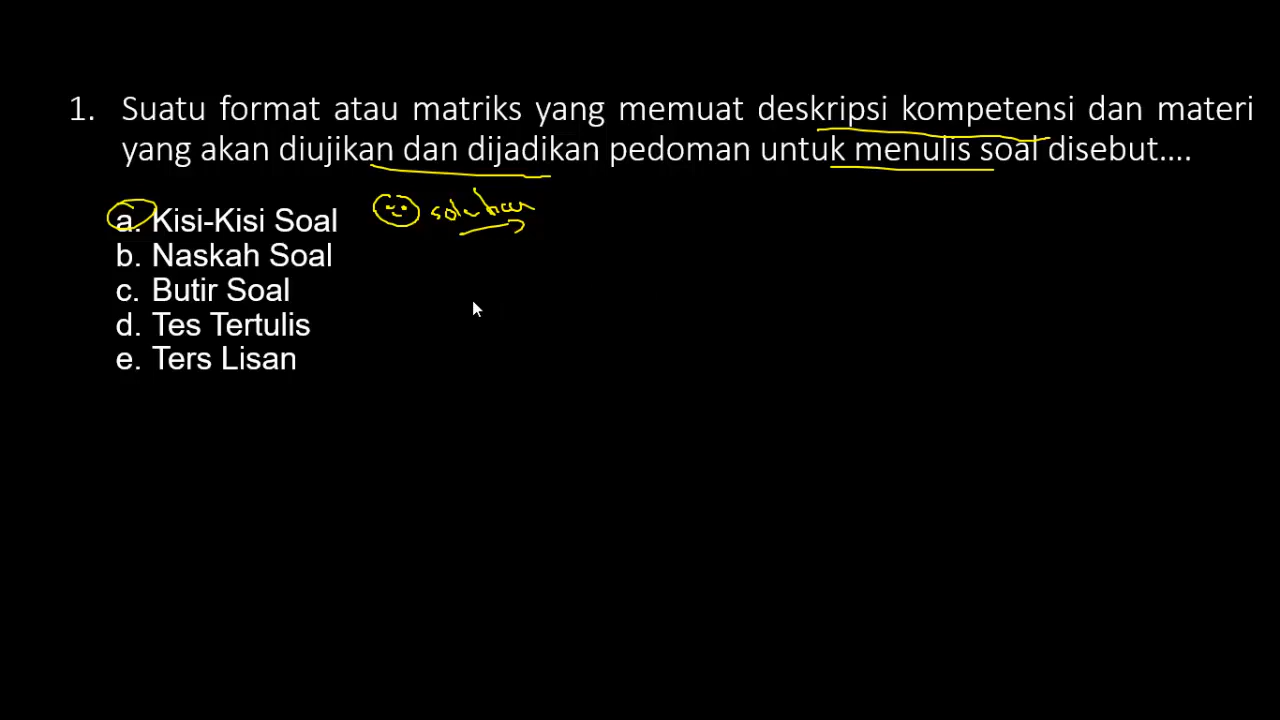 1. Suatu format atau matriks yang memuat deskripsi kompetensi dan materi
yang akan diujikan dan dijadikan pedoman untuk menulis soal disebut....
a. Kisi-Kisi Soal
b. Naskah Soal
c. Butir Soal
d. Tes Tertulis
e. Ters Lisan